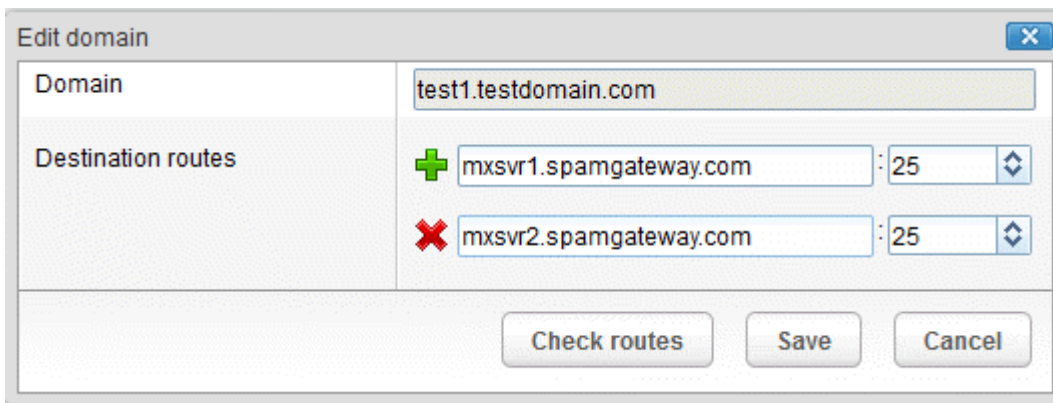 Edit domain
Domain test1.testdomain.com
Destination routes mxsvr1.spamgateway.com : 25
mxsvr2.spamgateway.com : 25
Check routes Save Cancel